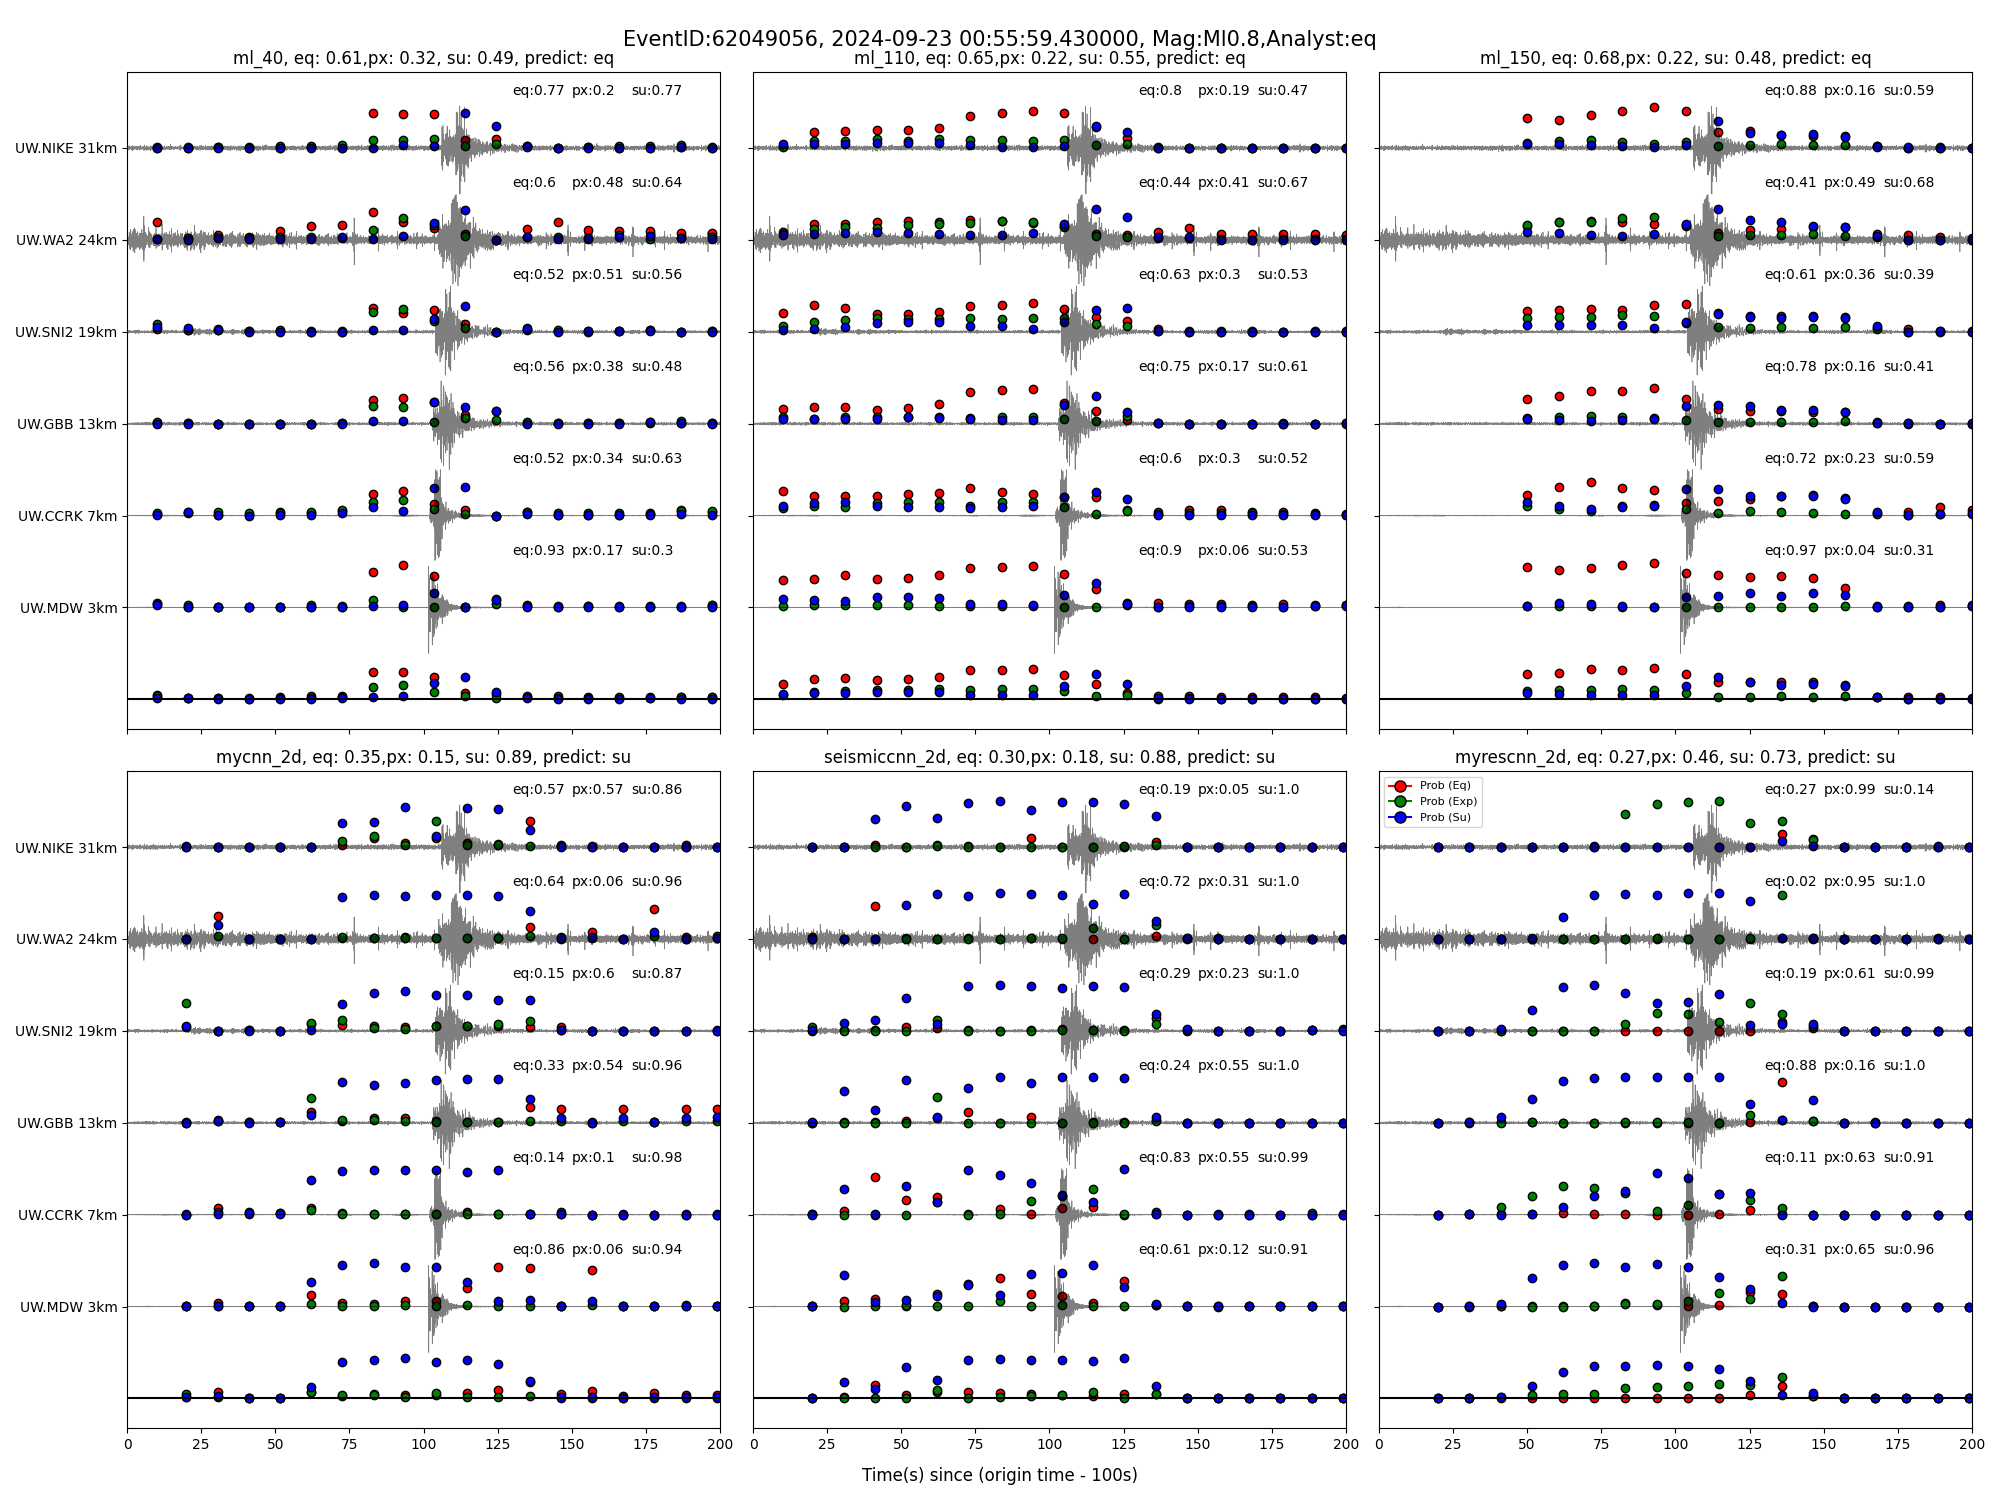 EventID:62049056, 2024-09-23 00:55:59.430000, Mag:Ml0.8,Analyst:eq
ml_40, eq: 0.61,px: 0.32, su: 0.49, predict: eq
eq:0.77 px:0.2 su:0.77
UW.NIKE 31km
eq:0.6 px:0.48 su:0.64
UW.WA2 24km
eq:0.52 px:0.51 su:0.56
UW.SNI2 19km
eq:0.56 px:0.38 su:0.48
UW.GBB 13km
eq:0.52 px:0.34 su:0.63
UW.CCRK 7km
eq:0.93 px:0.17 su:0.3
UW.MDW 3km
ml_110, eq: 0.65,px: 0.22, su: 0.55, predict: eq
eq:0.8 px:0.19 su:0.47
eq:0.44 px:0.41 su:0.67
eq:0.63 px:0.3 su:0.53
eq:0.75 px:0.17 su:0.61
eq:0.6 px:0.3 su:0.52
eq:0.9 px:0.06 su:0.53
ml_150, eq: 0.68,px: 0.22, su: 0.48, predict: eq
eq:0.88 px:0.16 su:0.59
eq:0.41 px:0.49 su:0.68
eq:0.61 px:0.36 su:0.39
eq:0.78 px:0.16 su:0.41
eq:0.72 px:0.23 su:0.59
eq:0.97 px:0.04 su:0.31
mycnn_2d, eq: 0.35,px: 0.15, su: 0.89, predict: su
eq:0.57 px:0.57 su:0.86
UW.NIKE 31km
eq:0.64 px:0.06 su:0.96
UW.WA2 24km
eq:0.15 px:0.6 su:0.87
UW.SNI2 19km
eq:0.33 px:0.54 su:0.96
UW.GBB 13km
eq:0.14 px:0.1 su:0.98
UW.CCRK 7km
eq:0.86 px:0.06 su:0.94
UW.MDW 3km
0 25 50 75 100 125 150 175 200
seismiccnn_2d, eq: 0.30,px: 0.18, su: 0.88, predict: su
eq:0.19 px:0.05 su:1.0
eq:0.72 px:0.31 su:1.0
eq:0.29 px:0.23 su:1.0
eq:0.24 px:0.55 su:1.0
eq:0.83 px:0.55 su:0.99
eq:0.61 px:0.12 su:0.91
0 25 50 75 100 125 150 175 200
myrescnn_2d, eq: 0.27,px: 0.46, su: 0.73, predict: su
Prob (Eq)
Prob (Exp)
Prob (Su)
eq:0.27 px:0.99 su:0.14
eq:0.02 px:0.95 su:1.0
eq:0.19 px:0.61 su:0.99
eq:0.88 px:0.16 su:1.0
eq:0.11 px:0.63 su:0.91
eq:0.31 px:0.65 su:0.96
0 25 50 75 100 125 150 175 200
Time(s) since (origin time - 100s)